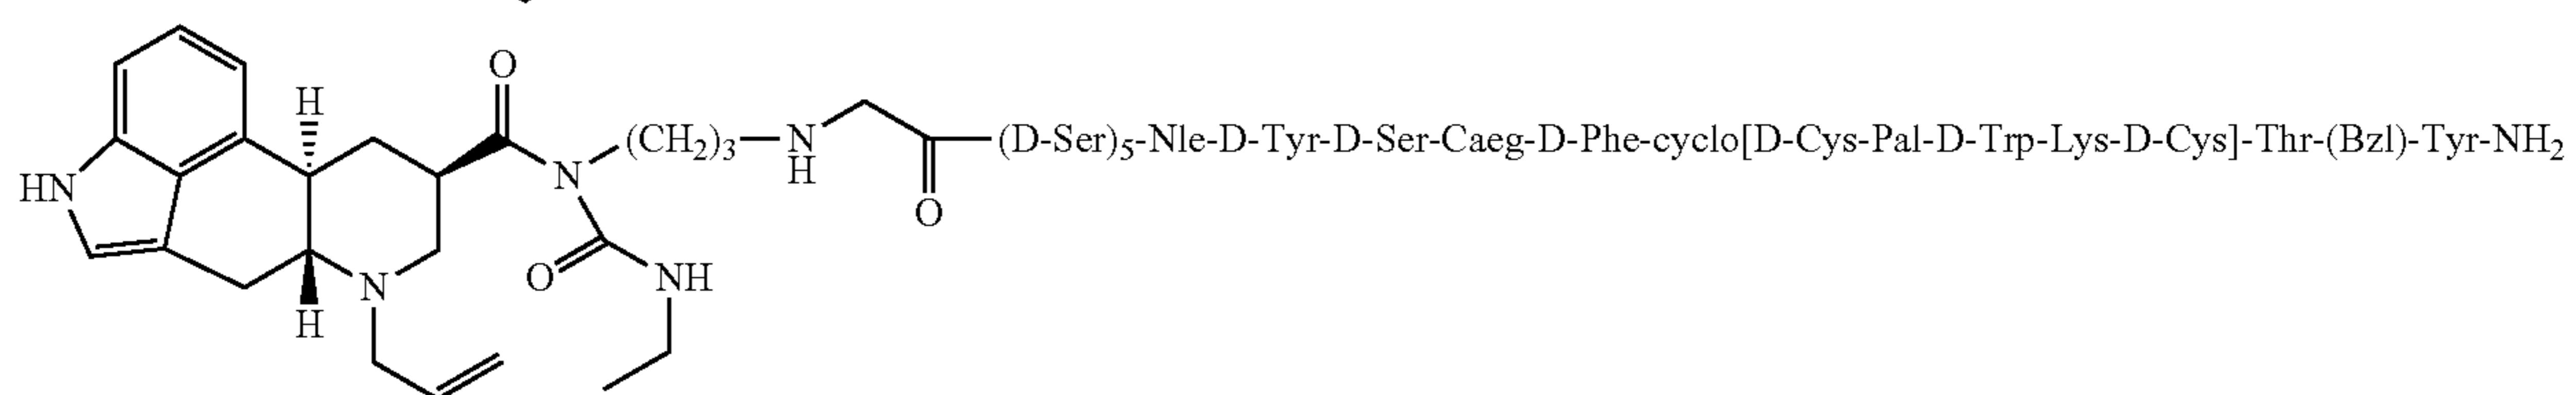 O
H
(CH2)3
N
H
(D-Ser)5-Nle-D-Tyr-D-Ser-Caeg-D-Phe-cyclo[D-Cys-Pal-D-Trp-Lys-D-Cys]-Thr-(Bzl)-Tyr-NH2
N
HN
O
N
O
NH
H